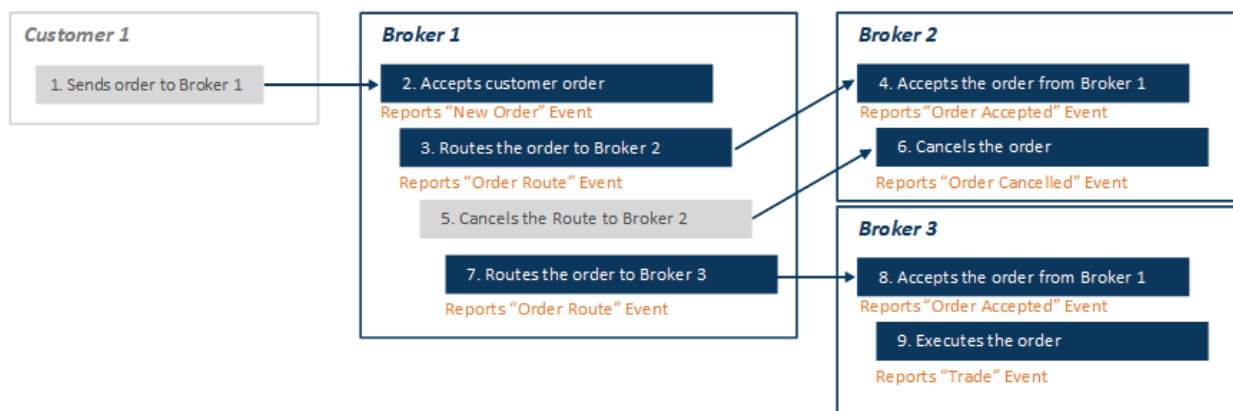 Customer 1
1. Sends order to Broker 1
Broker 1
2. Accepts customer order
Reports “New Order” Event
3. Routes the order to Broker 2
Reports “Order Route” Event
5. Cancels the Route to Broker 2
7. Routes the order to Broker 3
Reports “Order Route” Event
Broker 2
4. Accepts the order from Broker 1
Reports “Order Accepted” Event
6. Cancels the order
Reports “Order Cancelled” Event
Broker 3
8. Accepts the order from Broker 1
Reports “Order Accepted” Event
9. Executes the order
Reports “Trade” Event